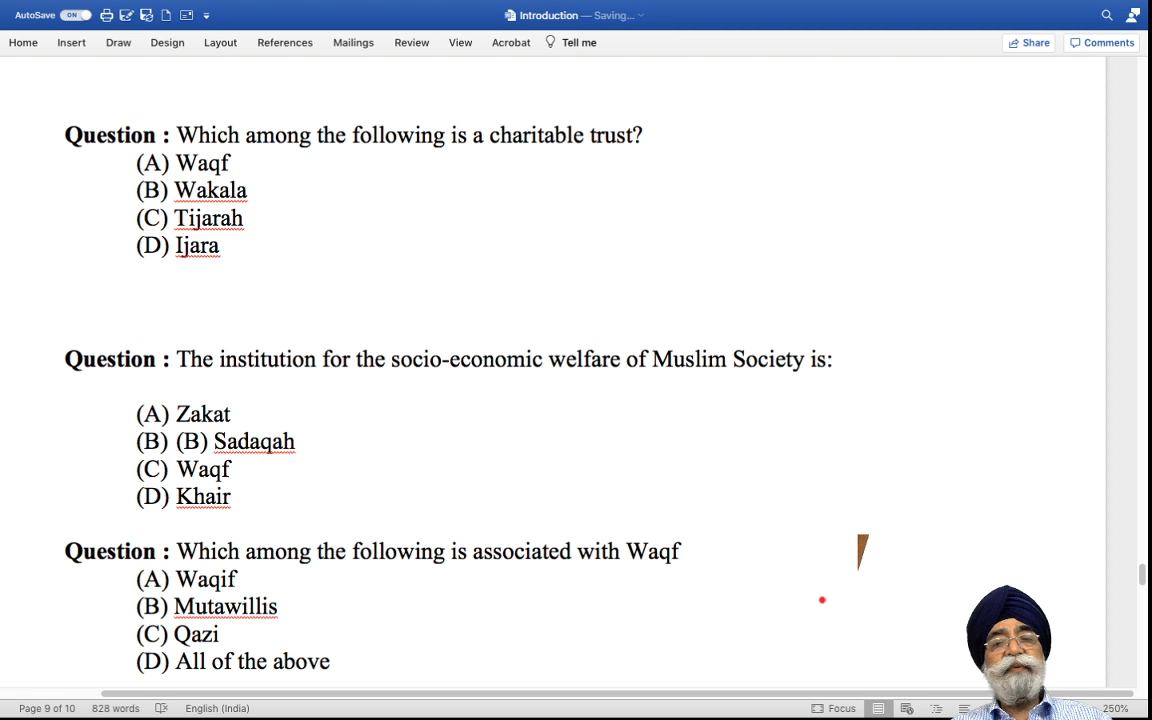 AutoSave ON Introduction — Saving...
Home Insert Draw Design Layout References Mailings Review View Acrobat Tell me Share Comments
Question : Which among the following is a charitable trust?
(A) Waqf
(B) Wakala
(C) Tijarah
(D) Ijara
Question : The institution for the socio-economic welfare of Muslim Society is:
(A) Zakat
(B) (B) Sadaqah
(C) Waqf
(D) Khair
Question : Which among the following is associated with Waqf
(A) Waqif
(B) Mutawillis
(C) Qazi
(D) All of the above
Page 9 of 10 828 words English (India) Focus 250%